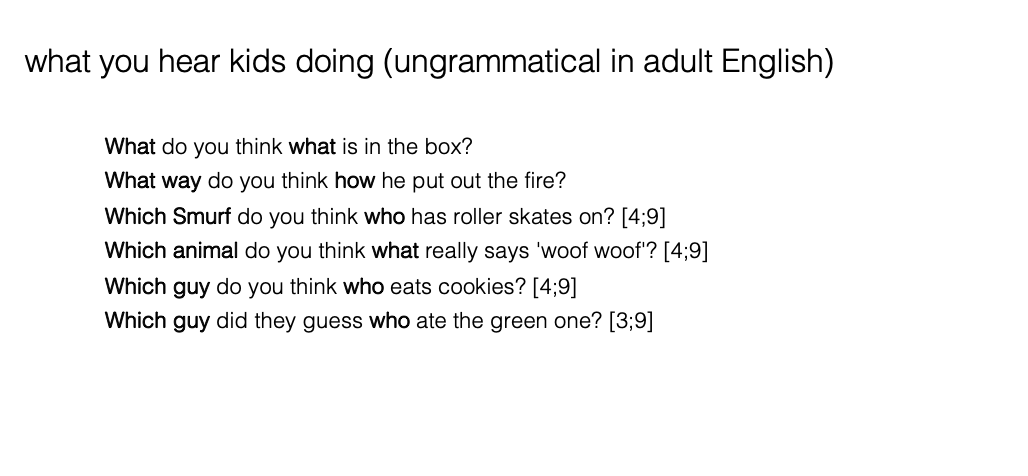 what you hear kids doing (ungrammatical in adult English)
What do you think what is in the box?
What way do you think how he put out the fire?
Which Smurf do you think who has roller skates on? [4;9]
Which animal do you think what really says 'woof woof'? [4;9]
Which guy do you think who eats cookies? [4;9]
Which guy did they guess who ate the green one? [3;9]